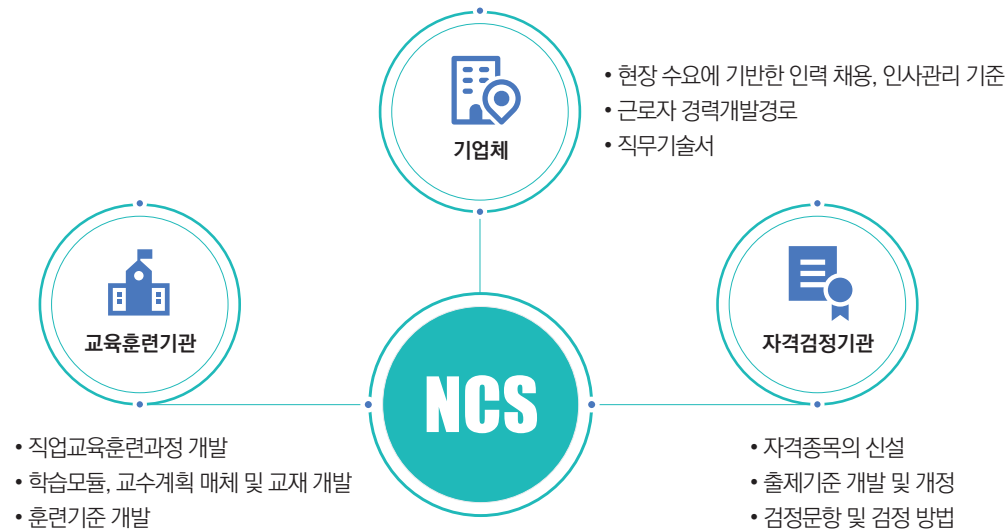 • 현장 수요에 기반한 인력 채용, 인사관리 기준
• 근로자 경력개발경로
• 직무기술서
기업체
교육훈련기관
자격검정기관
NCS
• 직업교육훈련과정 개발
• 학습모듈, 교수계획 매체 및 교재 개발
• 훈련기준 개발
• 자격종목의 신설
• 출제기준 개발 및 개정
• 검정문항 및 검정 방법